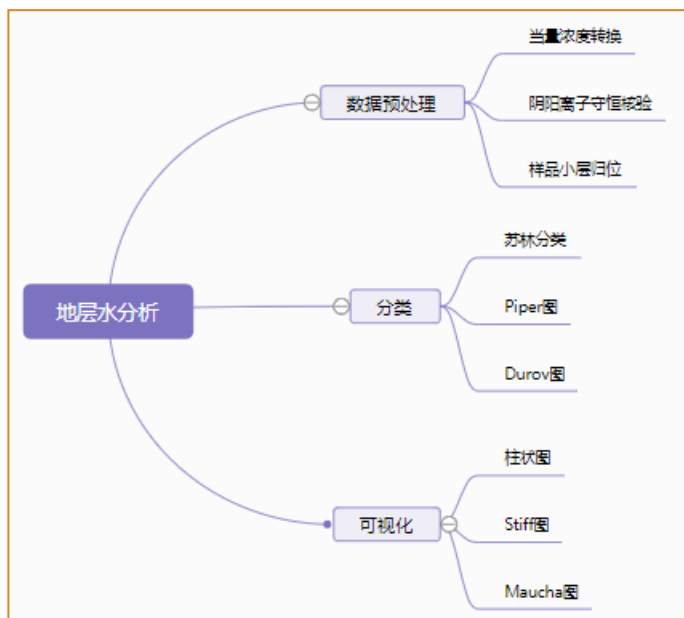 地层水分析
数据预处理
当量浓度转换
阴阳离子守恒核验
样品小层归位
分类
苏林分类
Piper图
Durov图
可视化
柱状图
Stiff图
Maucha图